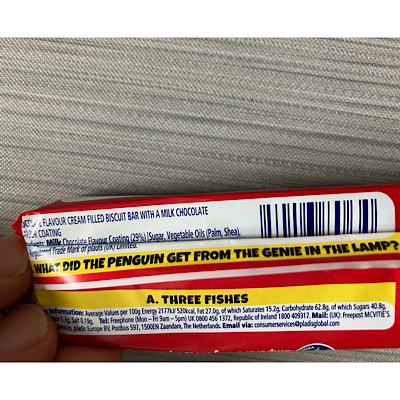 FLAVOUR CREAM FILLED BISCUIT BAR WITH A MILK CHOCOLATE
COATING
Milk Chocolate Flavour Coating (29%) [Sugar, Vegetable Oils (Palm, Shea),
Registered Trade Mark of pladis (UK) Limited.
WHAT DID THE PENGUIN GET FROM THE GENIE IN THE LAMP?
A. THREE FISHES
Information: Average Values per 100g Energy 2177kJ/ 520kcal, Fat 27.0g, of which Saturates 15.2g, Carbohydrate 62.8g, of which Sugars 40.8g,
5.3g, Salt 0.19g. Tel: Freephone (Mon – Fri 9am – 5pm) UK 0800 456 1372, Republic of Ireland 1800 409317. Mail: (UK): Freepost MCVITIE'S.
Services, pladis Europe BV, Postbus 597, 1500EN Zaandam, The Netherlands. Email via: consumerservices@pladisglobal.com